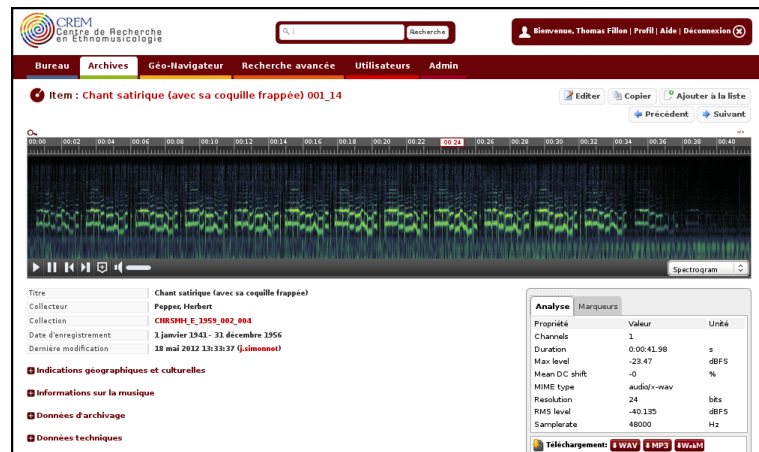 CREM
Centre de Recherche
en Ethnomusicologie
Recherche
Bienvenue, Thomas Fillon | Profil | Aide | Déconnexion
Bureau Archives Géo-Navigateur Recherche avancée Utilisateurs Admin
Item : Chant satirique (avec sa coquille frappée) 001_14
Editer Copier Ajouter à la liste
Précédent Suivant
00:00 00:02 00:04 00:06 00:08 00:10 00:12 00:14 00:16 00:18 00:20 00:22 00:24 00:26 00:28 00:30 00:32 00:34 00:36 00:38 00:40
Spectrogram
Titre Chant satirique (avec sa coquille frappée)
Collecteur Pepper, Herbert
Collection CNRSMH_E_1959_002_004
Date d'enregistrement 1 janvier 1941 - 31 décembre 1956
Dernière modification 18 mai 2012 13:33:37 (j.simonnot)
Indications géographiques et culturelles
Informations sur la musique
Données d'archivage
Données techniques
Analyse Marqueurs
Propriété Valeur Unité
Channels 1
Duration 0:00:41.98 s
Max level -23.47 dBFS
Mean DC shift -0 %
MIME type audio/x-wav
Resolution 24 bits
RMS level -40.135 dBFS
Samplerate 48000 Hz
Téléchargement: WAV MP3 WebM